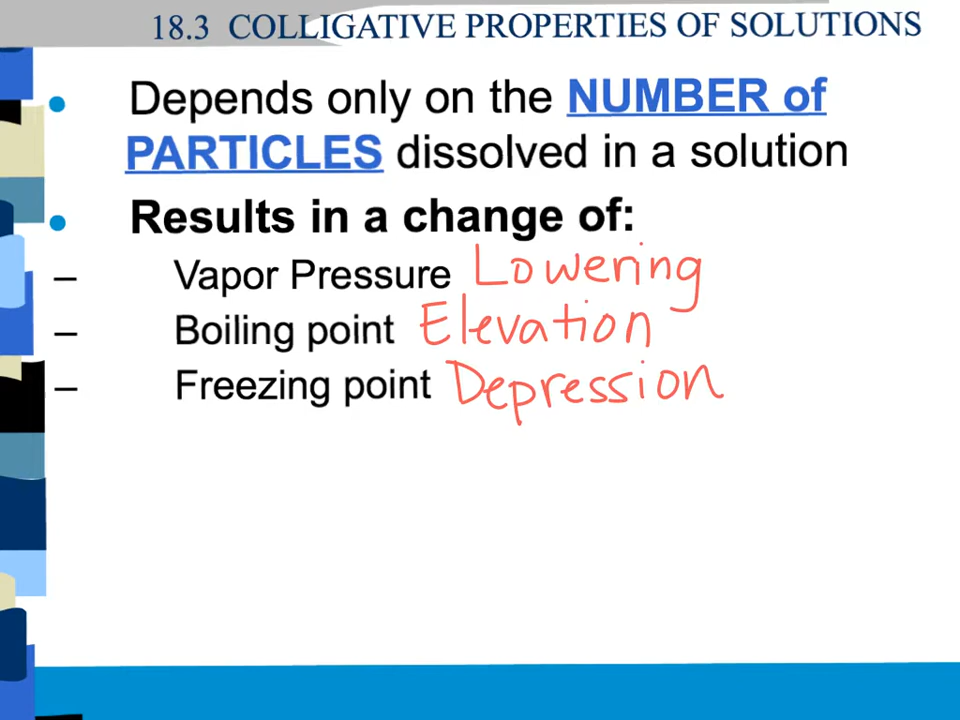 18.3 COLLIGATIVE PROPERTIES OF SOLUTIONS
• Depends only on the NUMBER of
PARTICLES dissolved in a solution
• Results in a change of:
– Vapor Pressure Lowering
– Boiling point Elevation
– Freezing point Depression